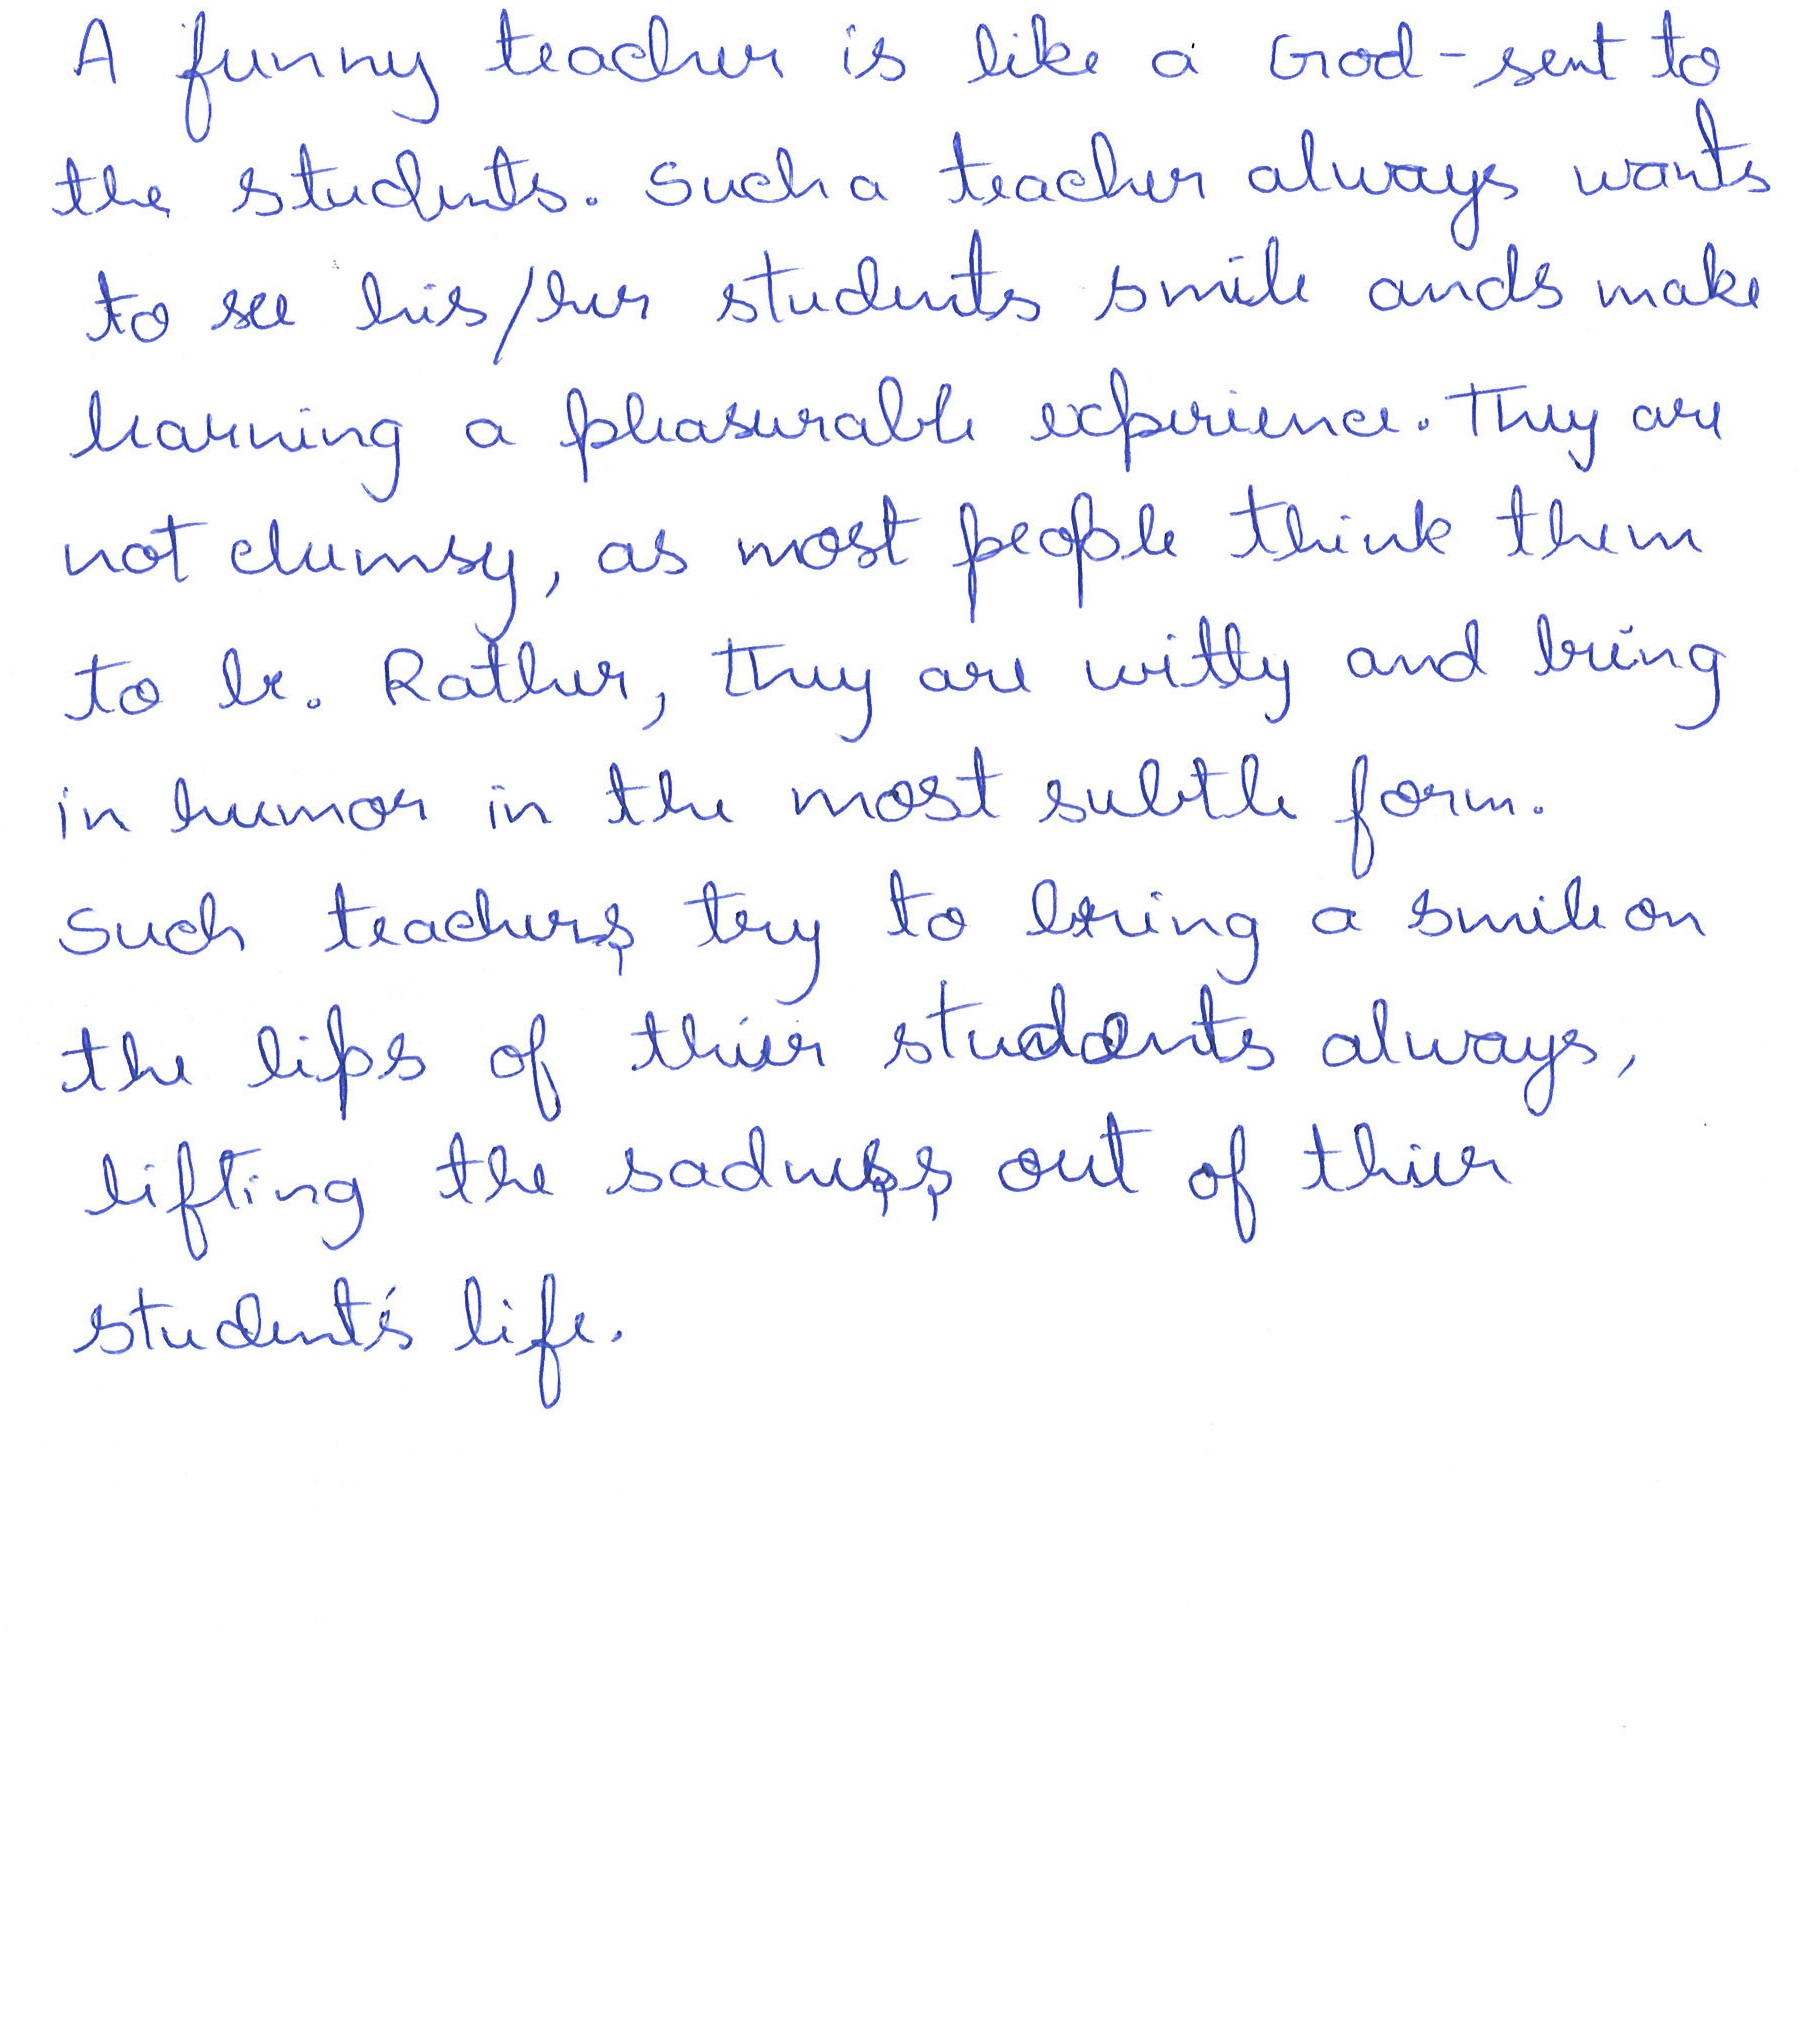 A funny teacher is like a God-sent to
the students. Such a teacher always wants
to see his/her students smile ands make
learning a pleasurable experience. They are
not clumsy, as most people think them
to be. Rather, they are witty and bring
in humor in the most subtle form.
Such teachers try to bring a smile on
the lips of thier students always,
lifting the sadness out of thier
student's life.